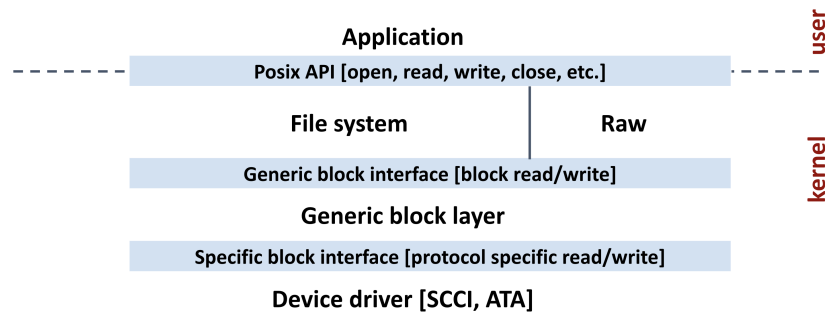 Application
user
Posix API [open, read, write, close, etc.]
File system
Raw
kernel
Generic block interface [block read/write]
Generic block layer
Specific block interface [protocol specific read/write]
Device driver [SCCI, ATA]